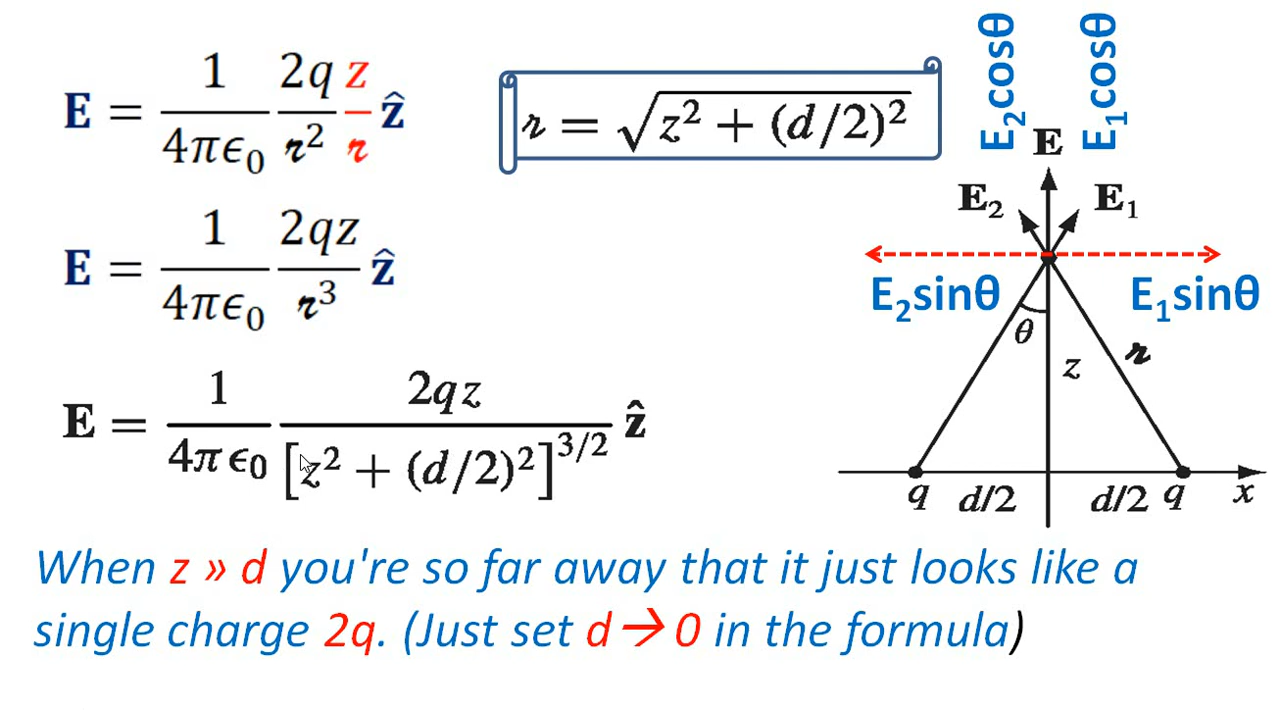 E = 1/4πϵ₀ 2q/𝓇² z/𝓇 ẑ
𝓇 = √z² + (d/2)²
E = 1/4πϵ₀ 2qz/𝓇³ ẑ
E = 1/4πϵ₀ 2qz/[z² + (d/2)²]^3/2 ẑ
E₂cosθ
E₁cosθ
E
E₂
E₁
E₂sinθ
E₁sinθ
θ
z
𝓇
q
d/2
d/2
q
x
When z » d you're so far away that it just looks like a
single charge 2q. (Just set d→ 0 in the formula)